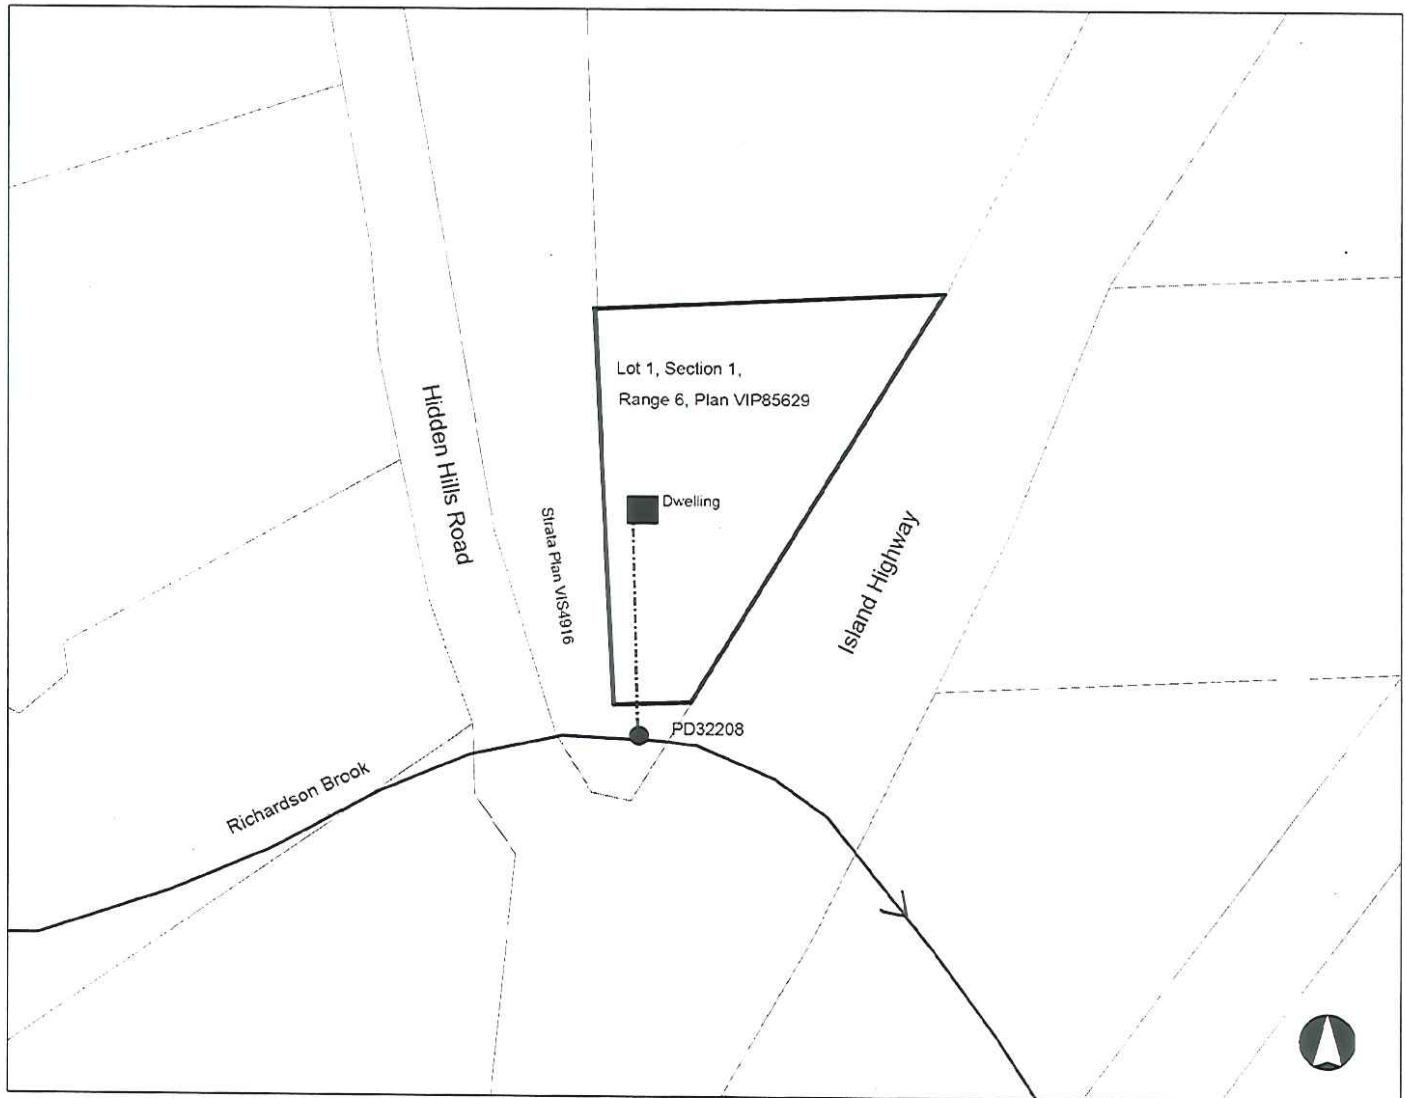 Lot 1, Section 1,
Range 6, Plan VIP85629
Hidden Hills Road
Dwelling
Strata Plan VIS4916
Island Highway
PD32208
Richardson Brook